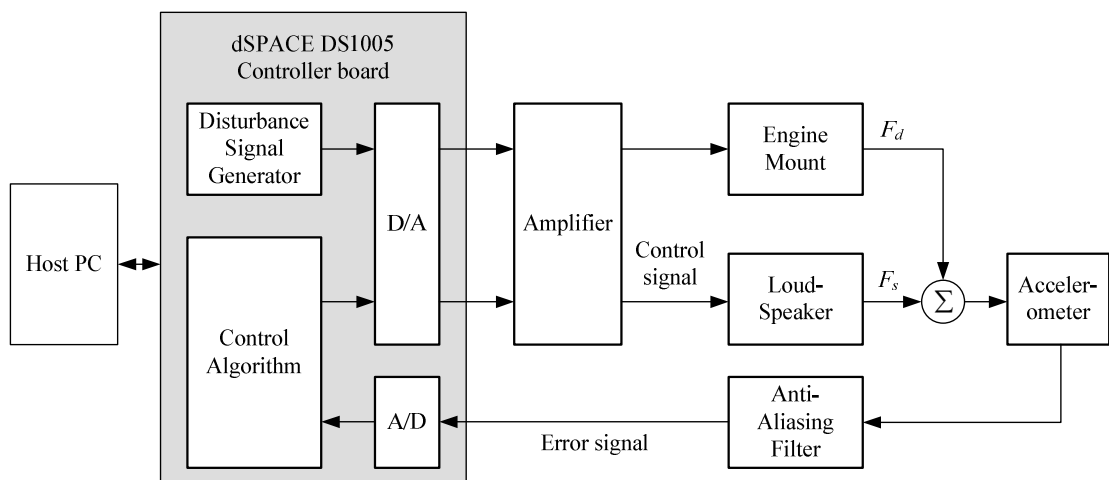 dSPACE DS1005
Controller board
Disturbance
Signal
Generator
D/A
Amplifier
Engine
Mount
F_d
Host PC
Control
Algorithm
Control
signal
Loud-
Speaker
F_s
Σ
Acceler-
ometer
A/D
Error signal
Anti-
Aliasing
Filter